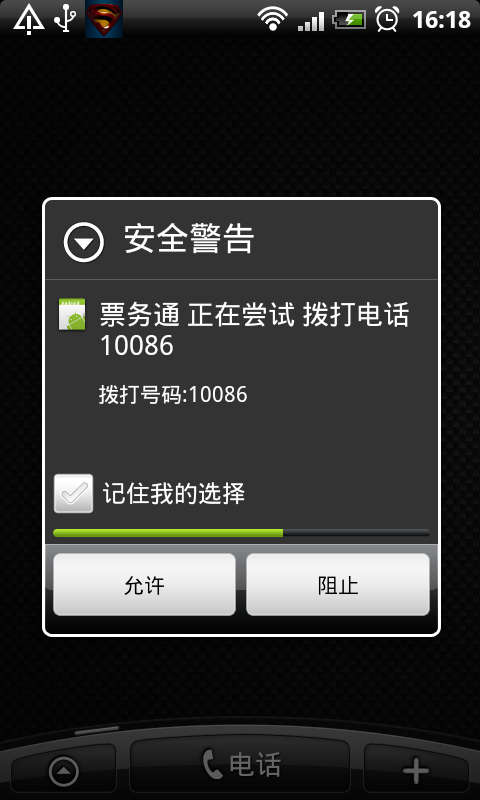 16:18
安全警告
票务通 正在尝试 拨打电话
10086
拨打号码:10086
记住我的选择
允许
阻止
电话